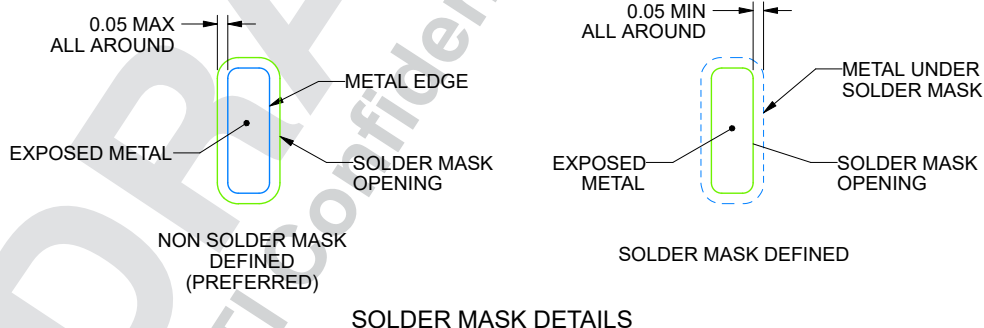 0.05 MAX
ALL AROUND
METAL EDGE
EXPOSED METAL
SOLDER MASK
OPENING
NON SOLDER MASK
DEFINED
(PREFERRED)
0.05 MIN
ALL AROUND
METAL UNDER
SOLDER MASK
EXPOSED
METAL
SOLDER MASK
OPENING
SOLDER MASK DEFINED
SOLDER MASK DETAILS